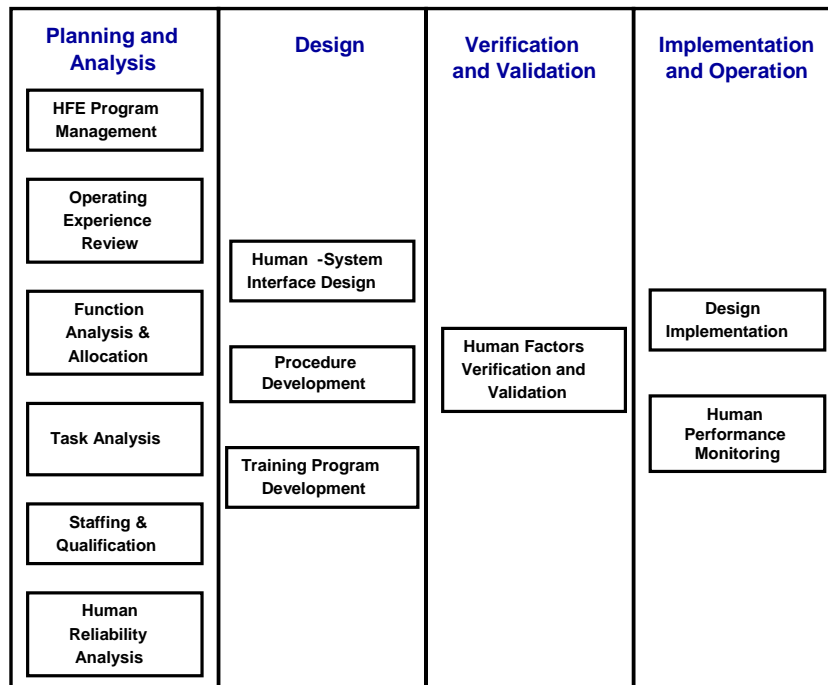 Planning and
Analysis
HFE Program
Management
Operating
Experience
Review
Function
Analysis &
Allocation
Task Analysis
Staffing &
Qualification
Human
Reliability
Analysis
Design
Human -System
Interface Design
Procedure
Development
Training Program
Development
Verification
and Validation
Human Factors
Verification and
Validation
Implementation
and Operation
Design
Implementation
Human
Performance
Monitoring